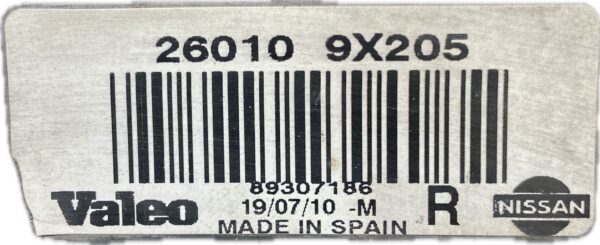 26010 9X205
89307186
Valeo 19/07/10 -M R NISSAN
MADE IN SPAIN